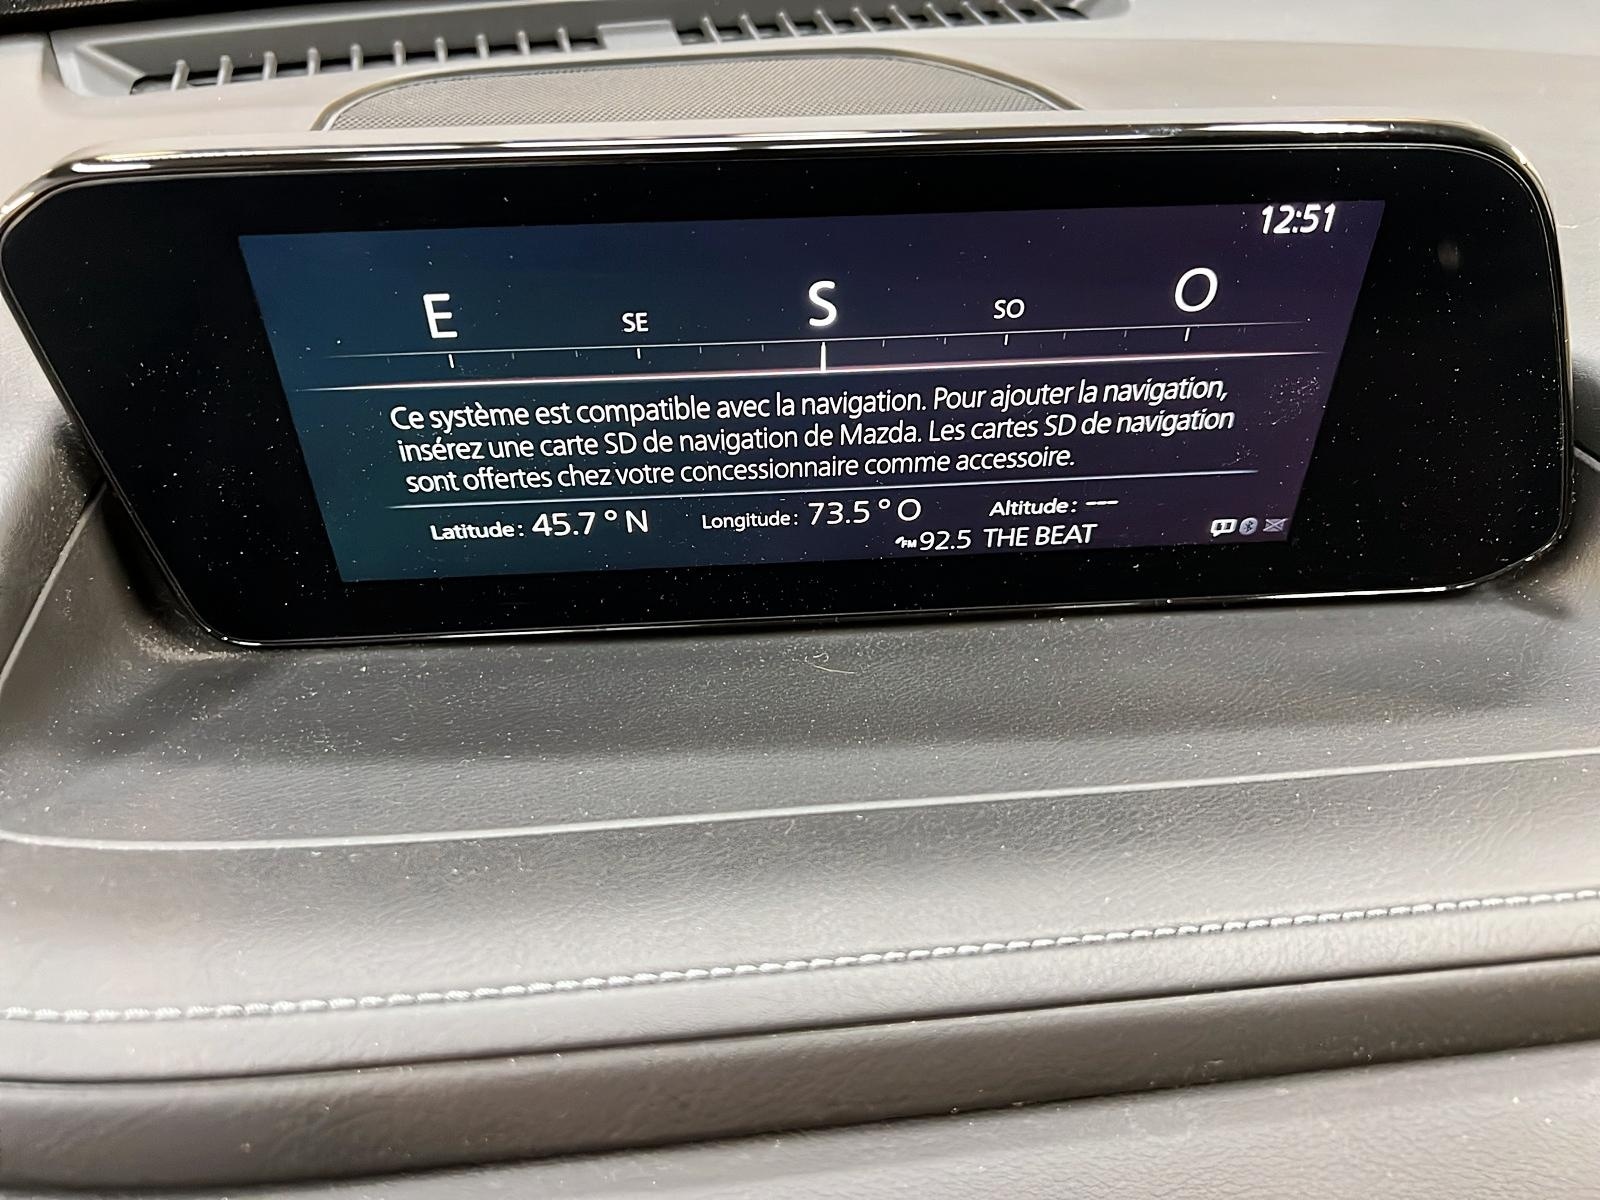 12:51
E SE S SO O
Ce système est compatible avec la navigation. Pour ajouter la navigation,
insérez une carte SD de navigation de Mazda. Les cartes SD de navigation
sont offertes chez votre concessionnaire comme accessoire.
Latitude: 45.7° N Longitude: 73.5° O Altitude: ---
FM 92.5 THE BEAT